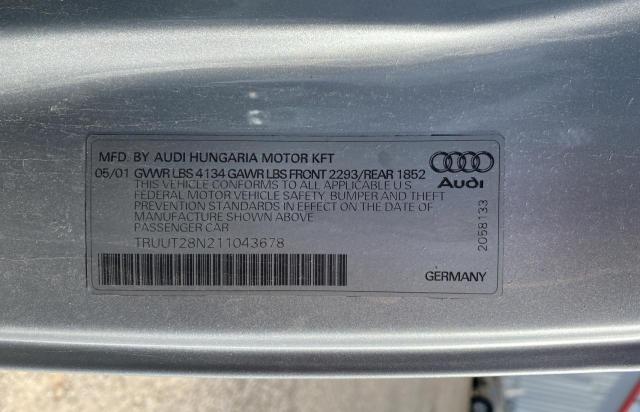 MFD. BY AUDI HUNGARIA MOTOR KFT
05/01 GVWR LBS 4134 GAWR LBS FRONT 2293/REAR 1852
THIS VEHICLE CONFORMS TO ALL APPLICABLE U S
FEDERAL MOTOR VEHICLE SAFETY, BUMPER AND THEFT
PREVENTION STANDARDS IN EFFECT ON THE DATE OF
MANUFACTURE SHOWN ABOVE
PASSENGER CAR
TRUUT28N211043678
Audi
2058133
GERMANY